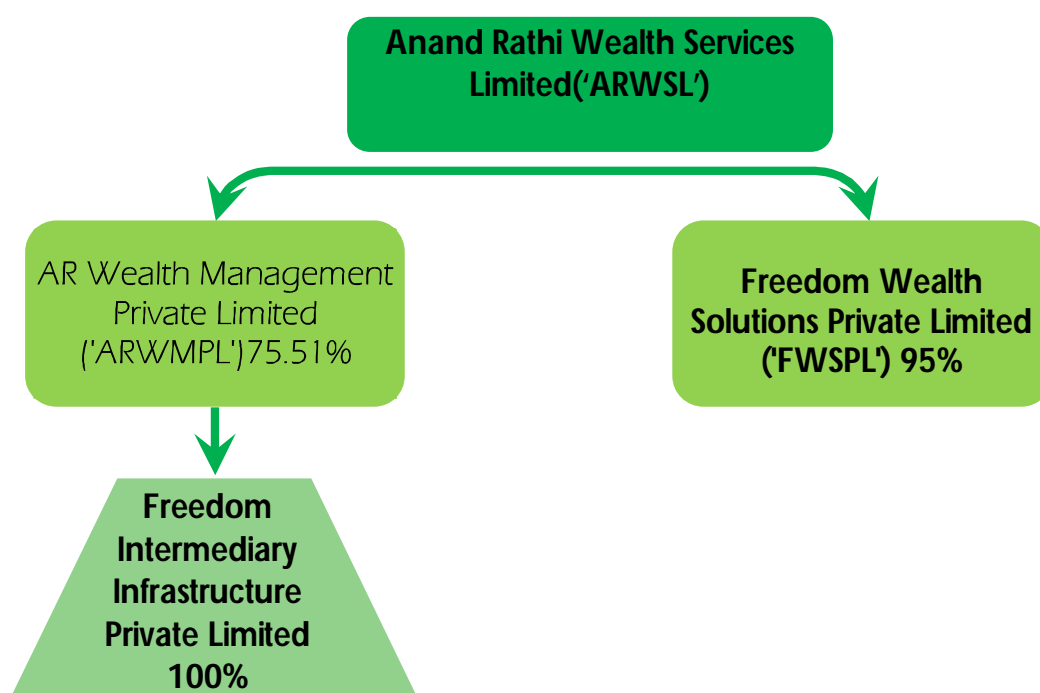 Anand Rathi Wealth Services
Limited(‘ARWSL’)
AR Wealth Management
Private Limited
('ARWMPL')75.51%
Freedom Wealth
Solutions Private Limited
('FWSPL') 95%
Freedom
Intermediary
Infrastructure
Private Limited
100%